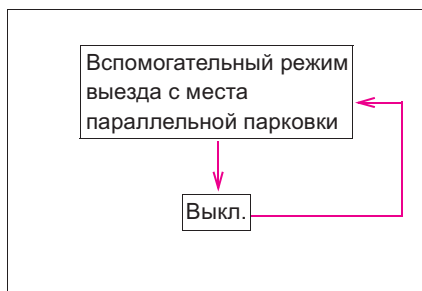 Вспомогательный режим
выезда с места
параллельной парковки
Выкл.